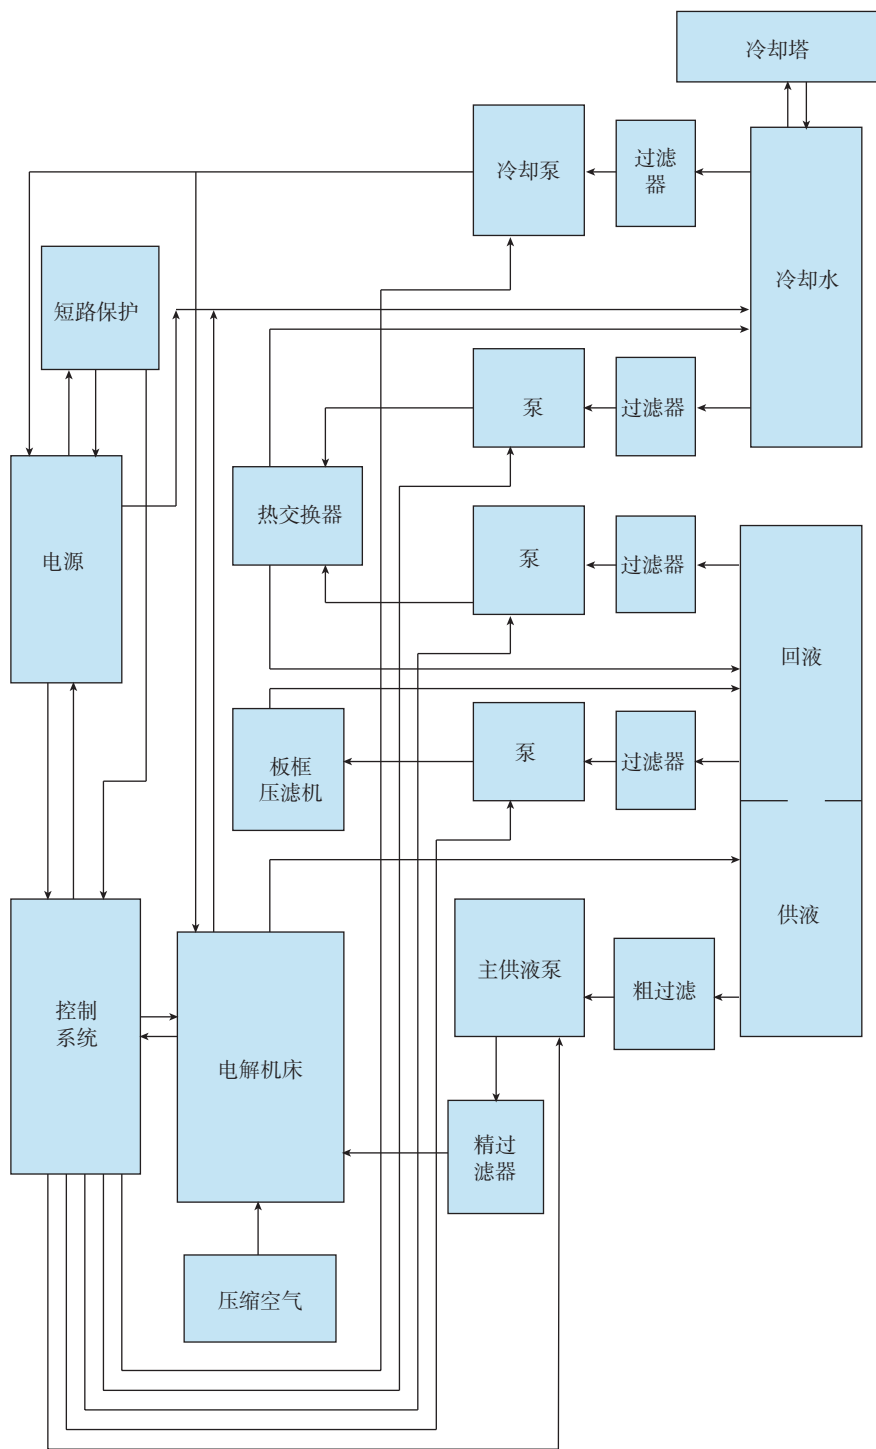 冷却塔
冷却泵
过滤
器
冷却水
短路保护
泵
过滤器
热交换器
电源
泵
过滤器
回液
板框
压滤机
泵
过滤器
供液
主供液泵
粗过滤
控制
系统
电解机床
精过
滤器
压缩空气